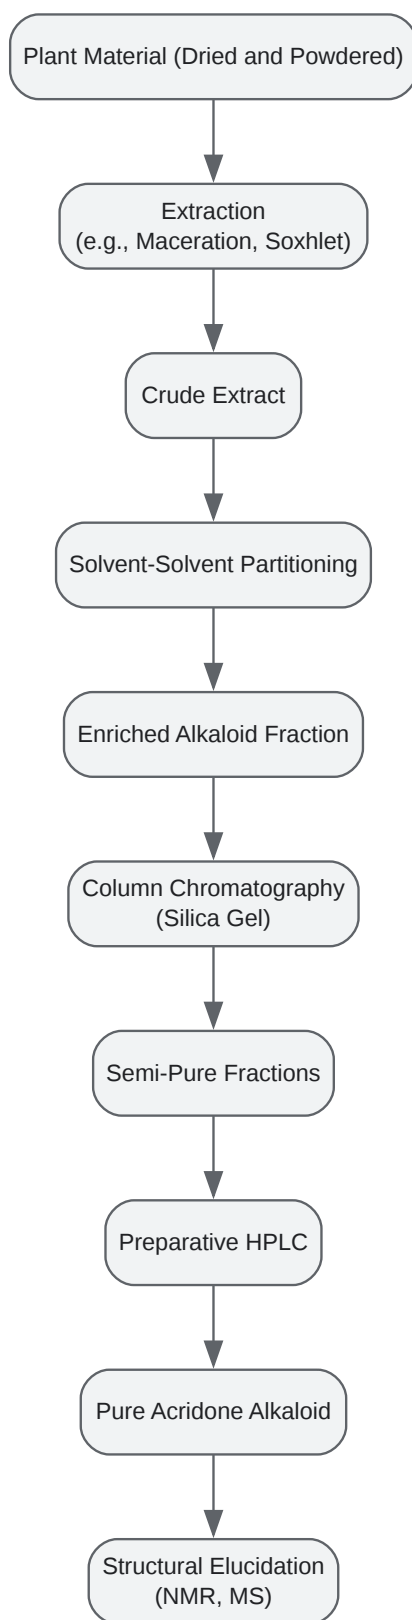 Plant Material (Dried and Powdered)
Extraction
(e.g., Maceration, Soxhlet)
Crude Extract
Solvent-Solvent Partitioning
Enriched Alkaloid Fraction
Column Chromatography
(Silica Gel)
Semi-Pure Fractions
Preparative HPLC
Pure Acridone Alkaloid
Structural Elucidation
(NMR, MS)